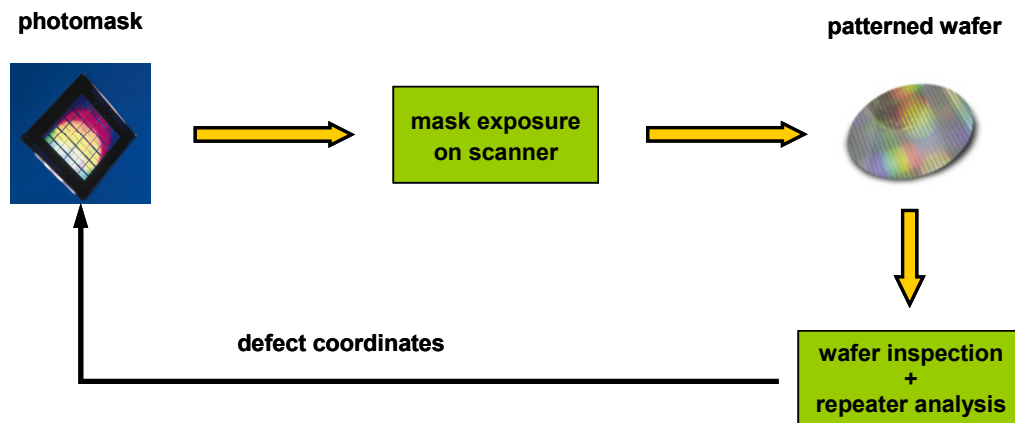 photomask
patterned wafer
mask exposure
on scanner
defect coordinates
wafer inspection
+
repeater analysis